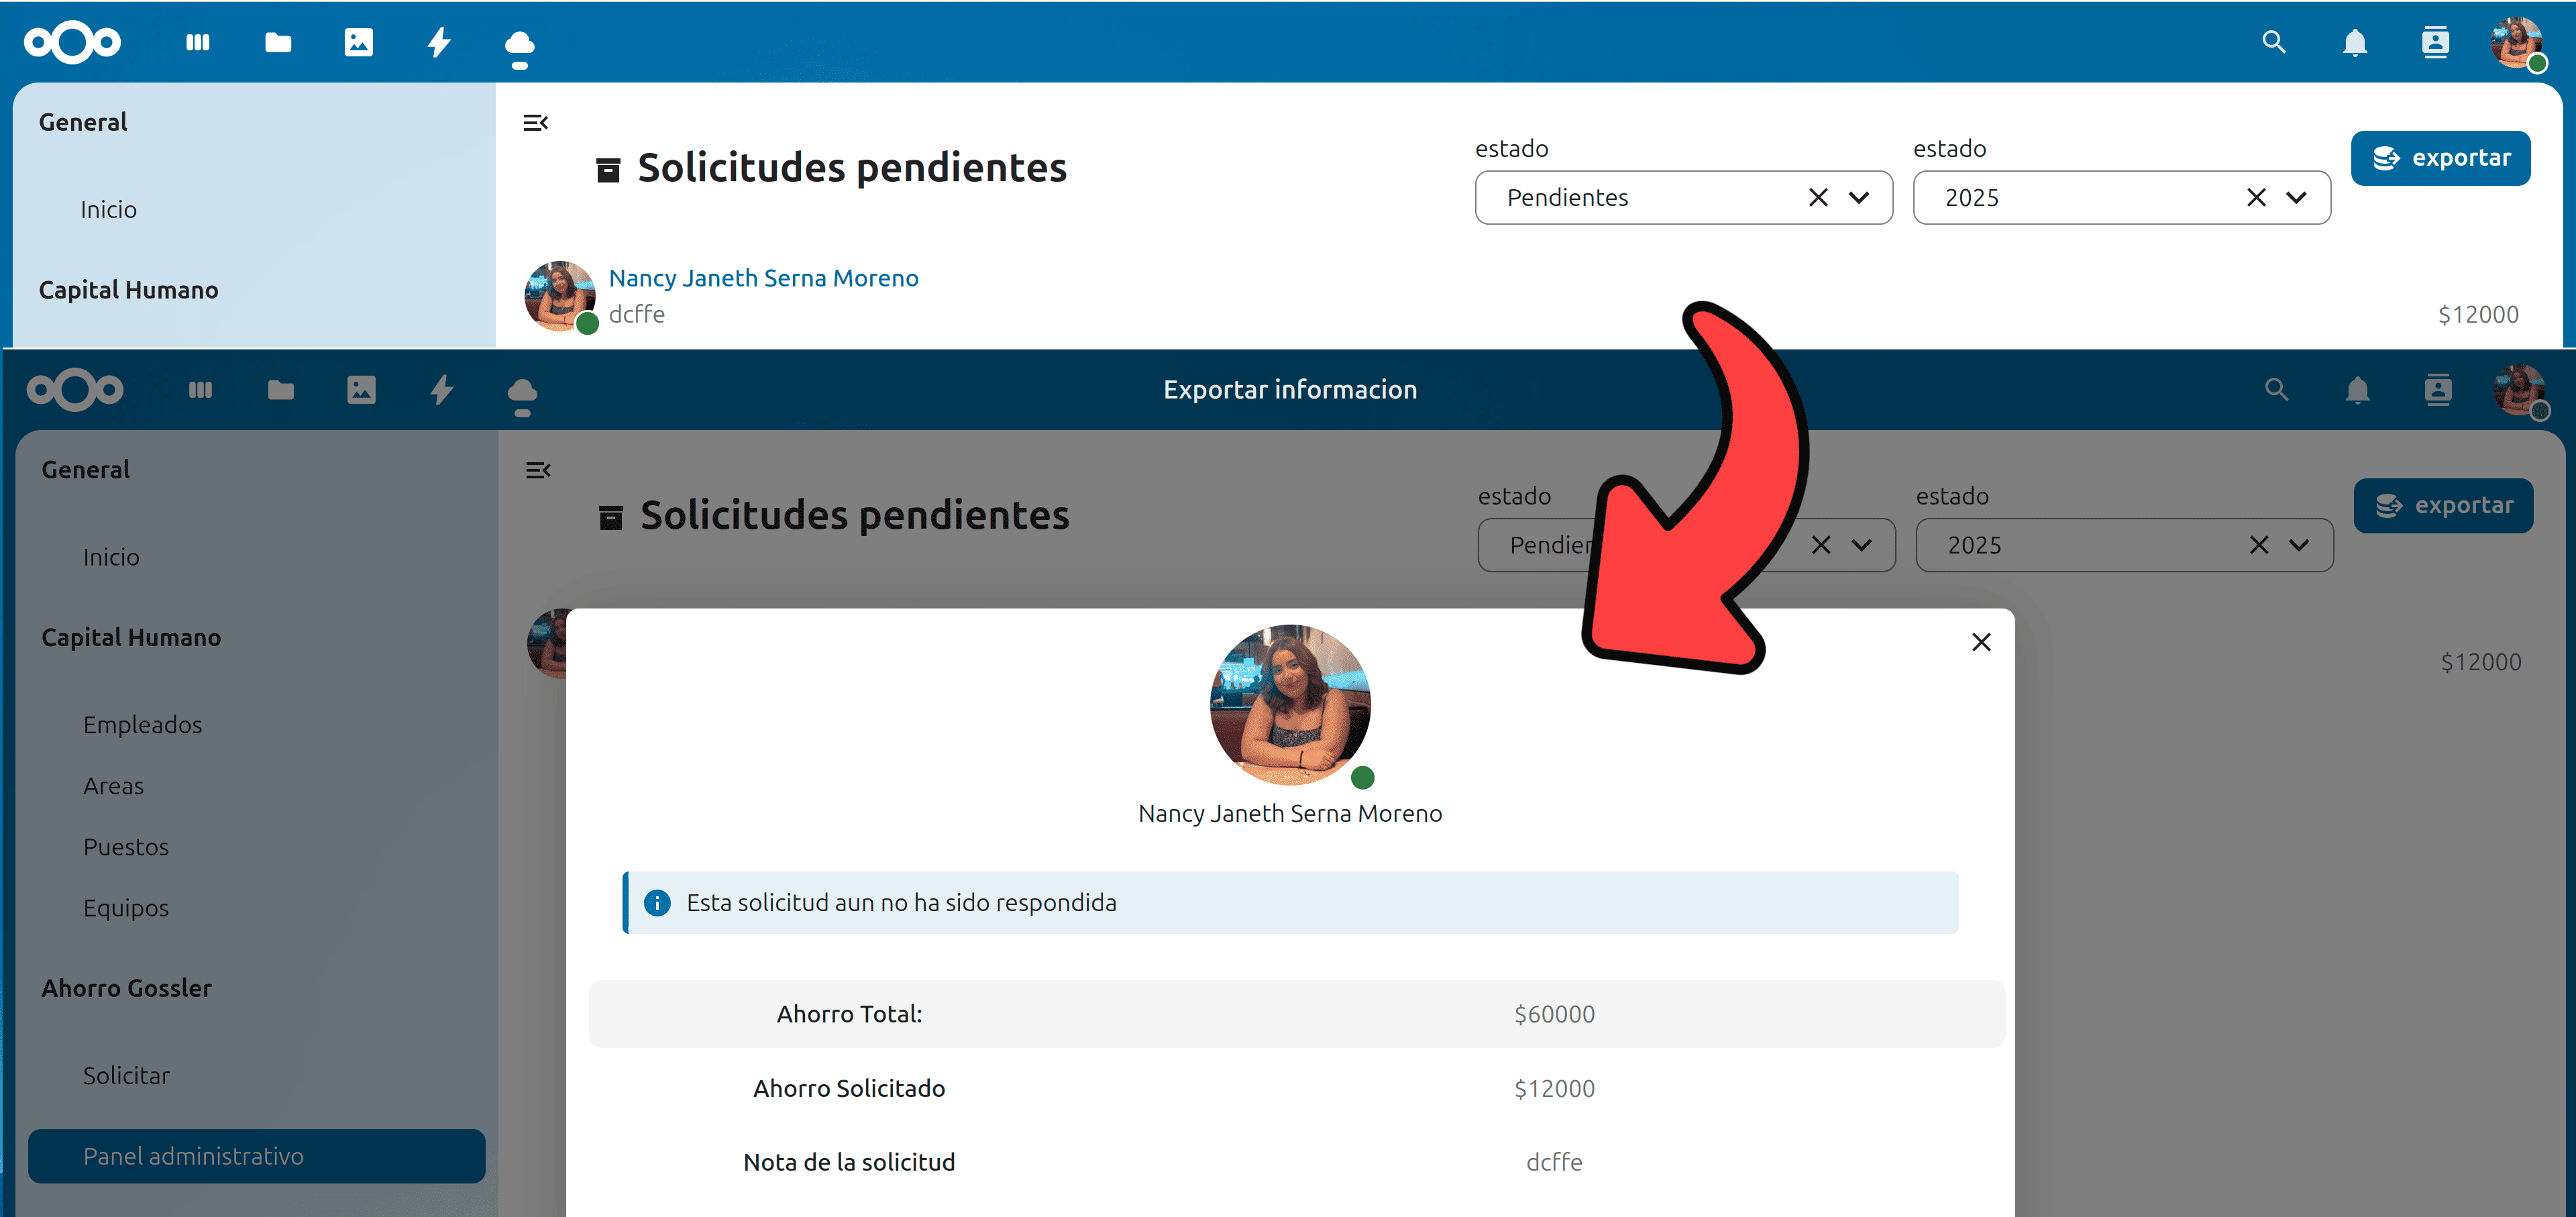 General
Inicio
Capital Humano
Solicitudes pendientes
estado
Pendientes
estado
2025
exportar
Nancy Janeth Serna Moreno
dcffe
$12000
Exportar informacion
General
Inicio
Capital Humano
Empleados
Areas
Puestos
Equipos
Ahorro Gossler
Solicitar
Panel administrativo
Solicitudes pendientes
estado
Pendien
estado
2025
exportar
$12000
Nancy Janeth Serna Moreno
Esta solicitud aun no ha sido respondida
Ahorro Total: $60000
Ahorro Solicitado $12000
Nota de la solicitud dcffe